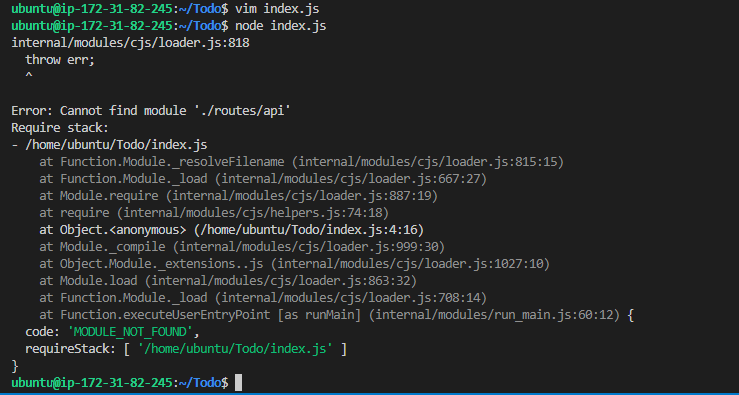 ubuntu@ip-172-31-82-245:~/Todo$ vim index.js
ubuntu@ip-172-31-82-245:~/Todo$ node index.js
internal/modules/cjs/loader.js:818
  throw err;
  ^

Error: Cannot find module './routes/api'
Require stack:
- /home/ubuntu/Todo/index.js
    at Function.Module._resolveFilename (internal/modules/cjs/loader.js:815:15)
    at Function.Module._load (internal/modules/cjs/loader.js:667:27)
    at Module.require (internal/modules/cjs/loader.js:887:19)
    at require (internal/modules/cjs/helpers.js:74:18)
    at Object.<anonymous> (/home/ubuntu/Todo/index.js:4:16)
    at Module._compile (internal/modules/cjs/loader.js:999:30)
    at Object.Module._extensions..js (internal/modules/cjs/loader.js:1027:10)
    at Module.load (internal/modules/cjs/loader.js:863:32)
    at Function.Module._load (internal/modules/cjs/loader.js:708:14)
    at Function.executeUserEntryPoint [as runMain] (internal/modules/run_main.js:60:12) {
  code: 'MODULE_NOT_FOUND',
  requireStack: [ '/home/ubuntu/Todo/index.js' ]
}
ubuntu@ip-172-31-82-245:~/Todo$